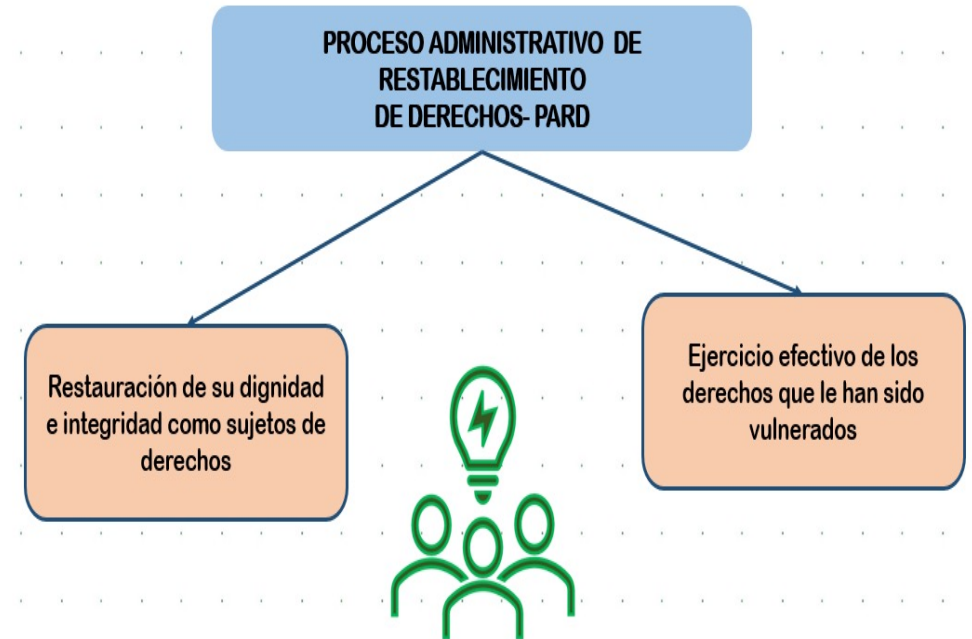 PROCESO ADMINISTRATIVO DE
RESTABLECIMIENTO
DE DERECHOS- PARD
Restauración de su dignidad
e integridad como sujetos de
derechos
Ejercicio efectivo de los
derechos que le han sido
vulnerados